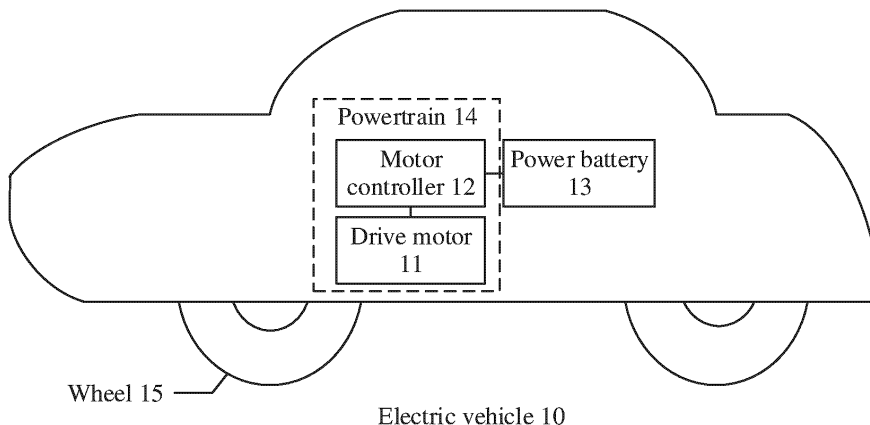 Powertrain 14
Motor
controller 12
Power battery
13
Drive motor
11
Wheel 15
Electric vehicle 10